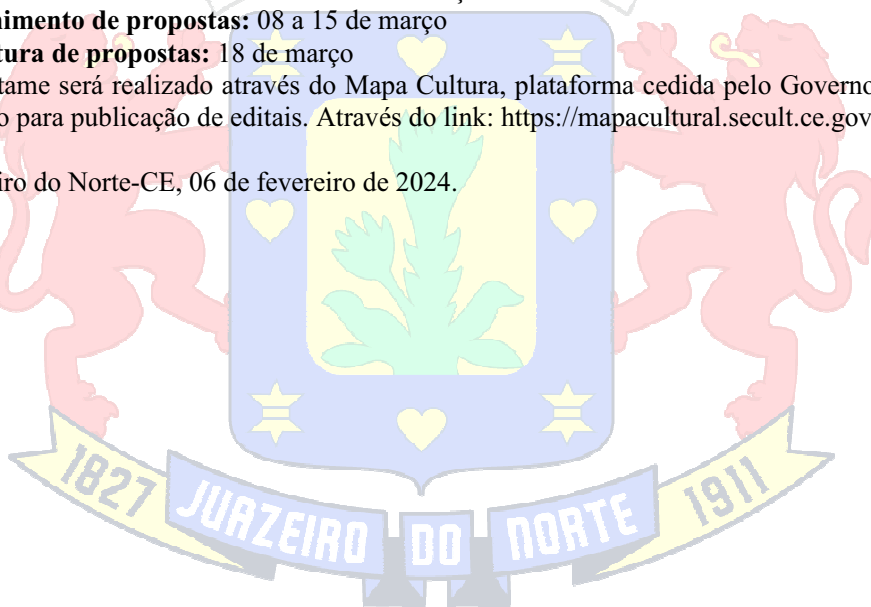 imento de propostas: 08 a 15 de março
tura de propostas: 18 de março
tame será realizado através do Mapa Cultura, plataforma cedida pelo Governo
o para publicação de editais. Através do link: https://mapacultural.secult.ce.gov
iro do Norte-CE, 06 de fevereiro de 2024.
1827 JUAZEIRO DO NORTE 1911